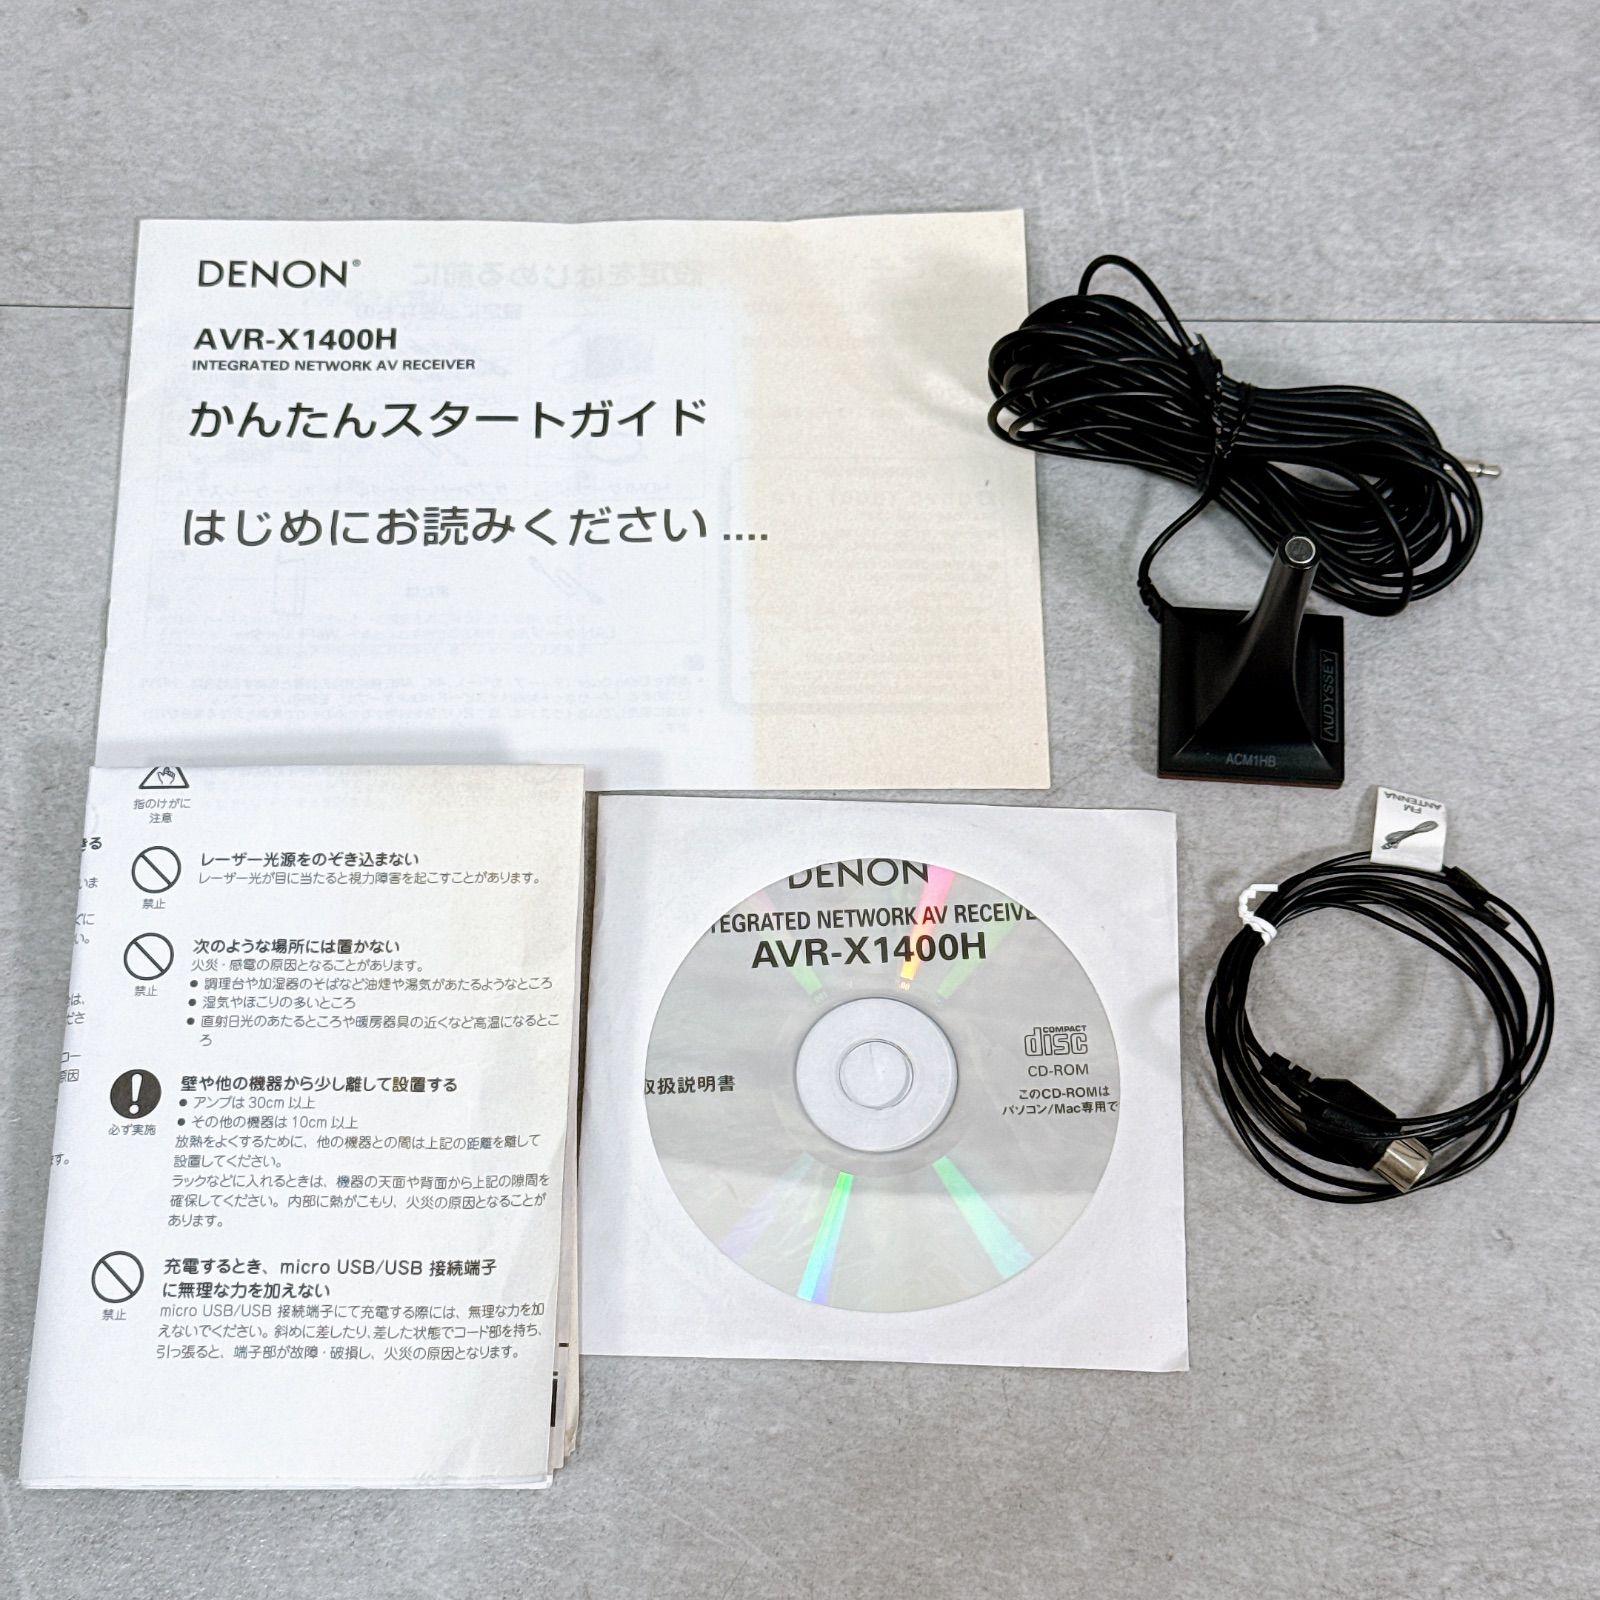 DENON®
AVR-X1400H
INTEGRATED NETWORK AV RECEIVER
かんたんスタートガイド
はじめにお読みください ....
AUDYSSEY
ACM1HB
FM
ANTENNA
指のけがに
注意
レーザー光源をのぞき込まない
レーザー光が目に当たると視力障害を起こすことがあります。
禁止
次のような場所には置かない
火災・感電の原因となることがあります。
禁止
● 調理台や加湿器のそばなど油煙や湯気があたるようなところ
● 湿気やほこりの多いところ
● 直射日光のあたるところや暖房器具の近くなど高温になるとこ
ろ
壁や他の機器から少し離して設置する
● アンプは30cm 以上
● その他の機器は 10cm 以上
必ず実施
放熱をよくするために、他の機器との間は上記の距離を離して
設置してください。
ラックなどに入れるときは、機器の天面や背面から上記の隙間を
確保してください。内部に熱がこもり、火災の原因となることが
あります。
充電するとき、micro USB/USB 接続端子
に無理な力を加えない
禁止
micro USB/USB 接続端子にて充電する際には、無理な力を加
えないでください。斜めに差したり、差した状態でコード部を持ち、
引っ張ると、端子部が故障・破損し、火災の原因となります。
DENON
TEGRATED NETWORK AV RECEIVE
AVR-X1400H
COMPACT
disc
CD-ROM
取扱説明書
このCD-ROMは
パソコン/Mac専用で